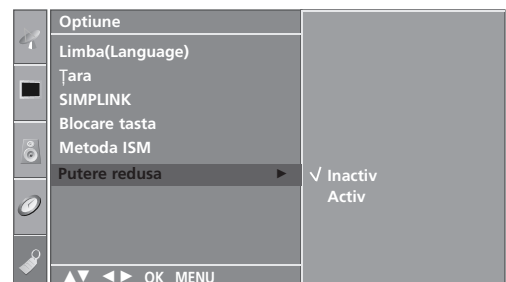 Optiune
Limba(Language)
Ţara
SIMPLINK
Blocare tasta
Metoda ISM
Putere redusa ►
√ Inactiv
Activ
▲▼ ◄► OK MENU